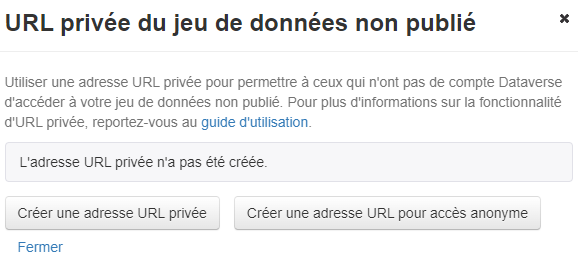 URL privée du jeu de données non publié
Utiliser une adresse URL privée pour permettre à ceux qui n'ont pas de compte Dataverse
d'accéder à votre jeu de données non publié. Pour plus d'informations sur la fonctionnalité
d'URL privée, reportez-vous au guide d'utilisation.
L'adresse URL privée n'a pas été créée.
Créer une adresse URL privée
Créer une adresse URL pour accès anonyme
Fermer